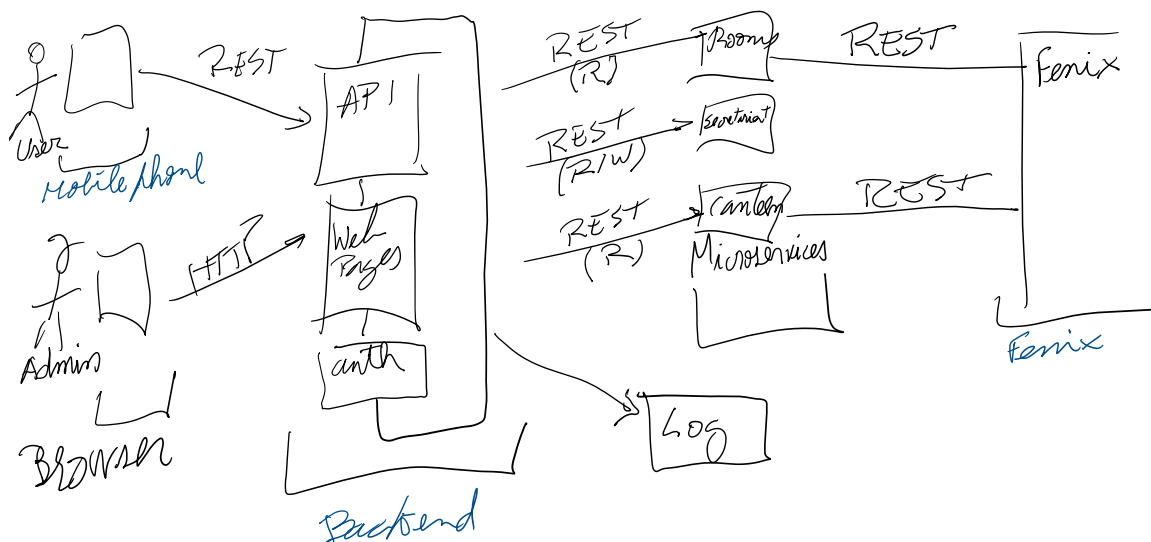 User
Mobile phone
REST
API
Web
Pages
auth
Backend
Admin
HTTP
Browser
REST
(R)
REST
(R/W)
REST
(R)
Rooms
Secretariat
Canteen
Microservices
Log
REST
REST
Fenix
Fenix